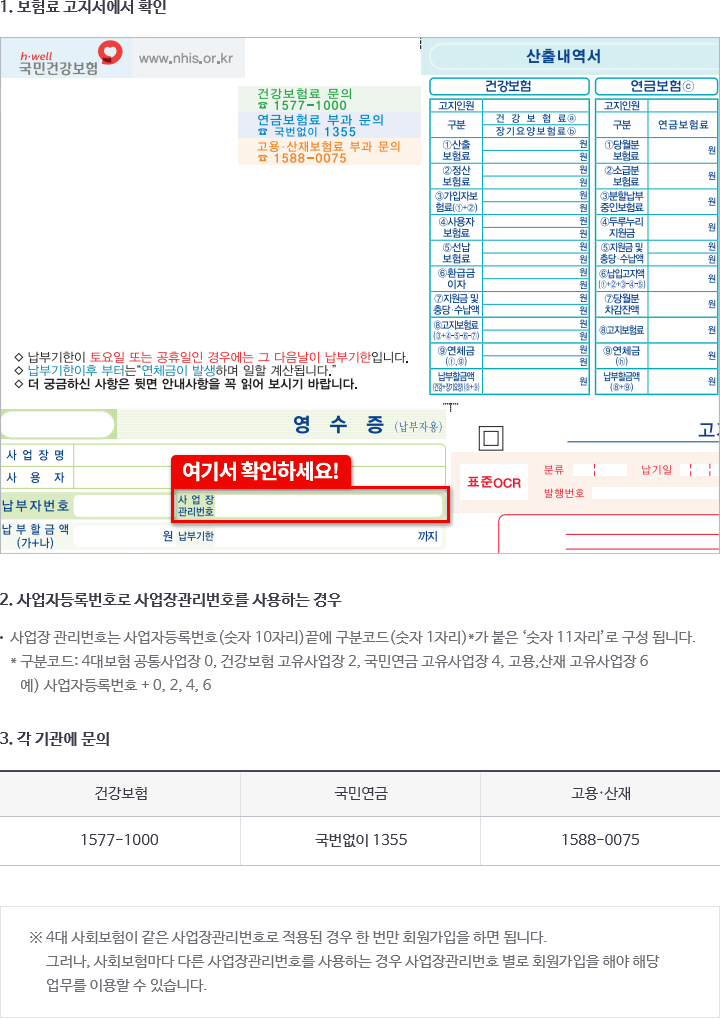 1. 보험료 고지서에서 확인
h·well
국민건강보험
www.nhis.or.kr
건강보험료 문의
☎ 1577-1000
연금보험료 부과 문의
☎ 국번없이 1355
고용·산재보험료 부과 문의
☎ 1588-0075
산출내역서
건강보험
고지인원
구분
건 강 보 험 료ⓐ
장기요양보험료ⓑ
①산출
보험료
원
원
②정산
보험료
원
원
③가입자보
험료(①+②)
원
원
④사용자
보험료
원
원
⑤선납
보험료
원
원
⑥환급금
이자
원
원
⑦지원금 및
충당·수납액
원
원
⑧고지보험료
(③+④-⑤-⑥-⑦)
원
원
⑨연체금
(①,②)
원
원
납부할금액
(⑧+⑨)
원
연금보험ⓒ
고지인원
구분
연금보험료
①당월분
보험료
원
②소급분
보험료
원
③분할납부
중인보험료
원
④두루누리
지원금
원
⑤지원금 및
충당·수납액
원
원
⑥납입고지액
(①+②+③-④-⑤)
원
⑦당월분
차감잔액
원
⑧고지보험료
원
⑨연체금
(ⓗ)
원
납부할금액
(⑧+⑨)
원
◇ 납부기한이 토요일 또는 공휴일인 경우에는 그 다음날이 납부기한입니다.
◇ 납부기한이후 부터는“연체금이 발생하며 일할 계산됩니다.”
◇ 더 궁금하신 사항은 뒷면 안내사항을 꼭 읽어 보시기 바랍니다.
영 수 증 (납부자용)
사 업 장 명
사 용 자
여기서 확인하세요!
납부자번호
사 업 장
관리번호
납 부 할 금 액
(가+나)
원
납부기한
까지
고지
표준OCR
분류
납기일
발행번호
2. 사업자등록번호로 사업장관리번호를 사용하는 경우
• 사업장 관리번호는 사업자등록번호(숫자 10자리)끝에 구분코드(숫자 1자리)*가 붙은 ‘숫자 11자리’로 구성 됩니다.
* 구분코드: 4대보험 공통사업장 0, 건강보험 고유사업장 2, 국민연금 고유사업장 4, 고용,산재 고유사업장 6
예) 사업자등록번호 + 0, 2, 4, 6
3. 각 기관에 문의
건강보험 국민연금 고용·산재
1577-1000 국번없이 1355 1588-0075
※ 4대 사회보험이 같은 사업장관리번호로 적용된 경우 한 번만 회원가입을 하면 됩니다.
그러나, 사회보험마다 다른 사업장관리번호를 사용하는 경우 사업장관리번호 별로 회원가입을 해야 해당
업무를 이용할 수 있습니다.